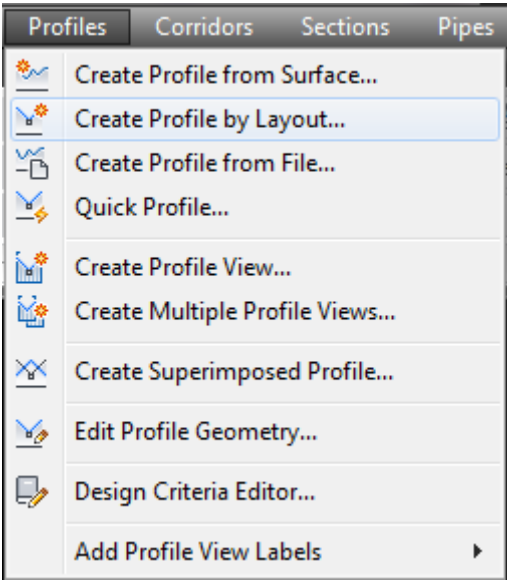 Profiles Corridors Sections Pipes
Create Profile from Surface...
Create Profile by Layout...
Create Profile from File...
Quick Profile...
Create Profile View...
Create Multiple Profile Views...
Create Superimposed Profile...
Edit Profile Geometry...
Design Criteria Editor...
Add Profile View Labels